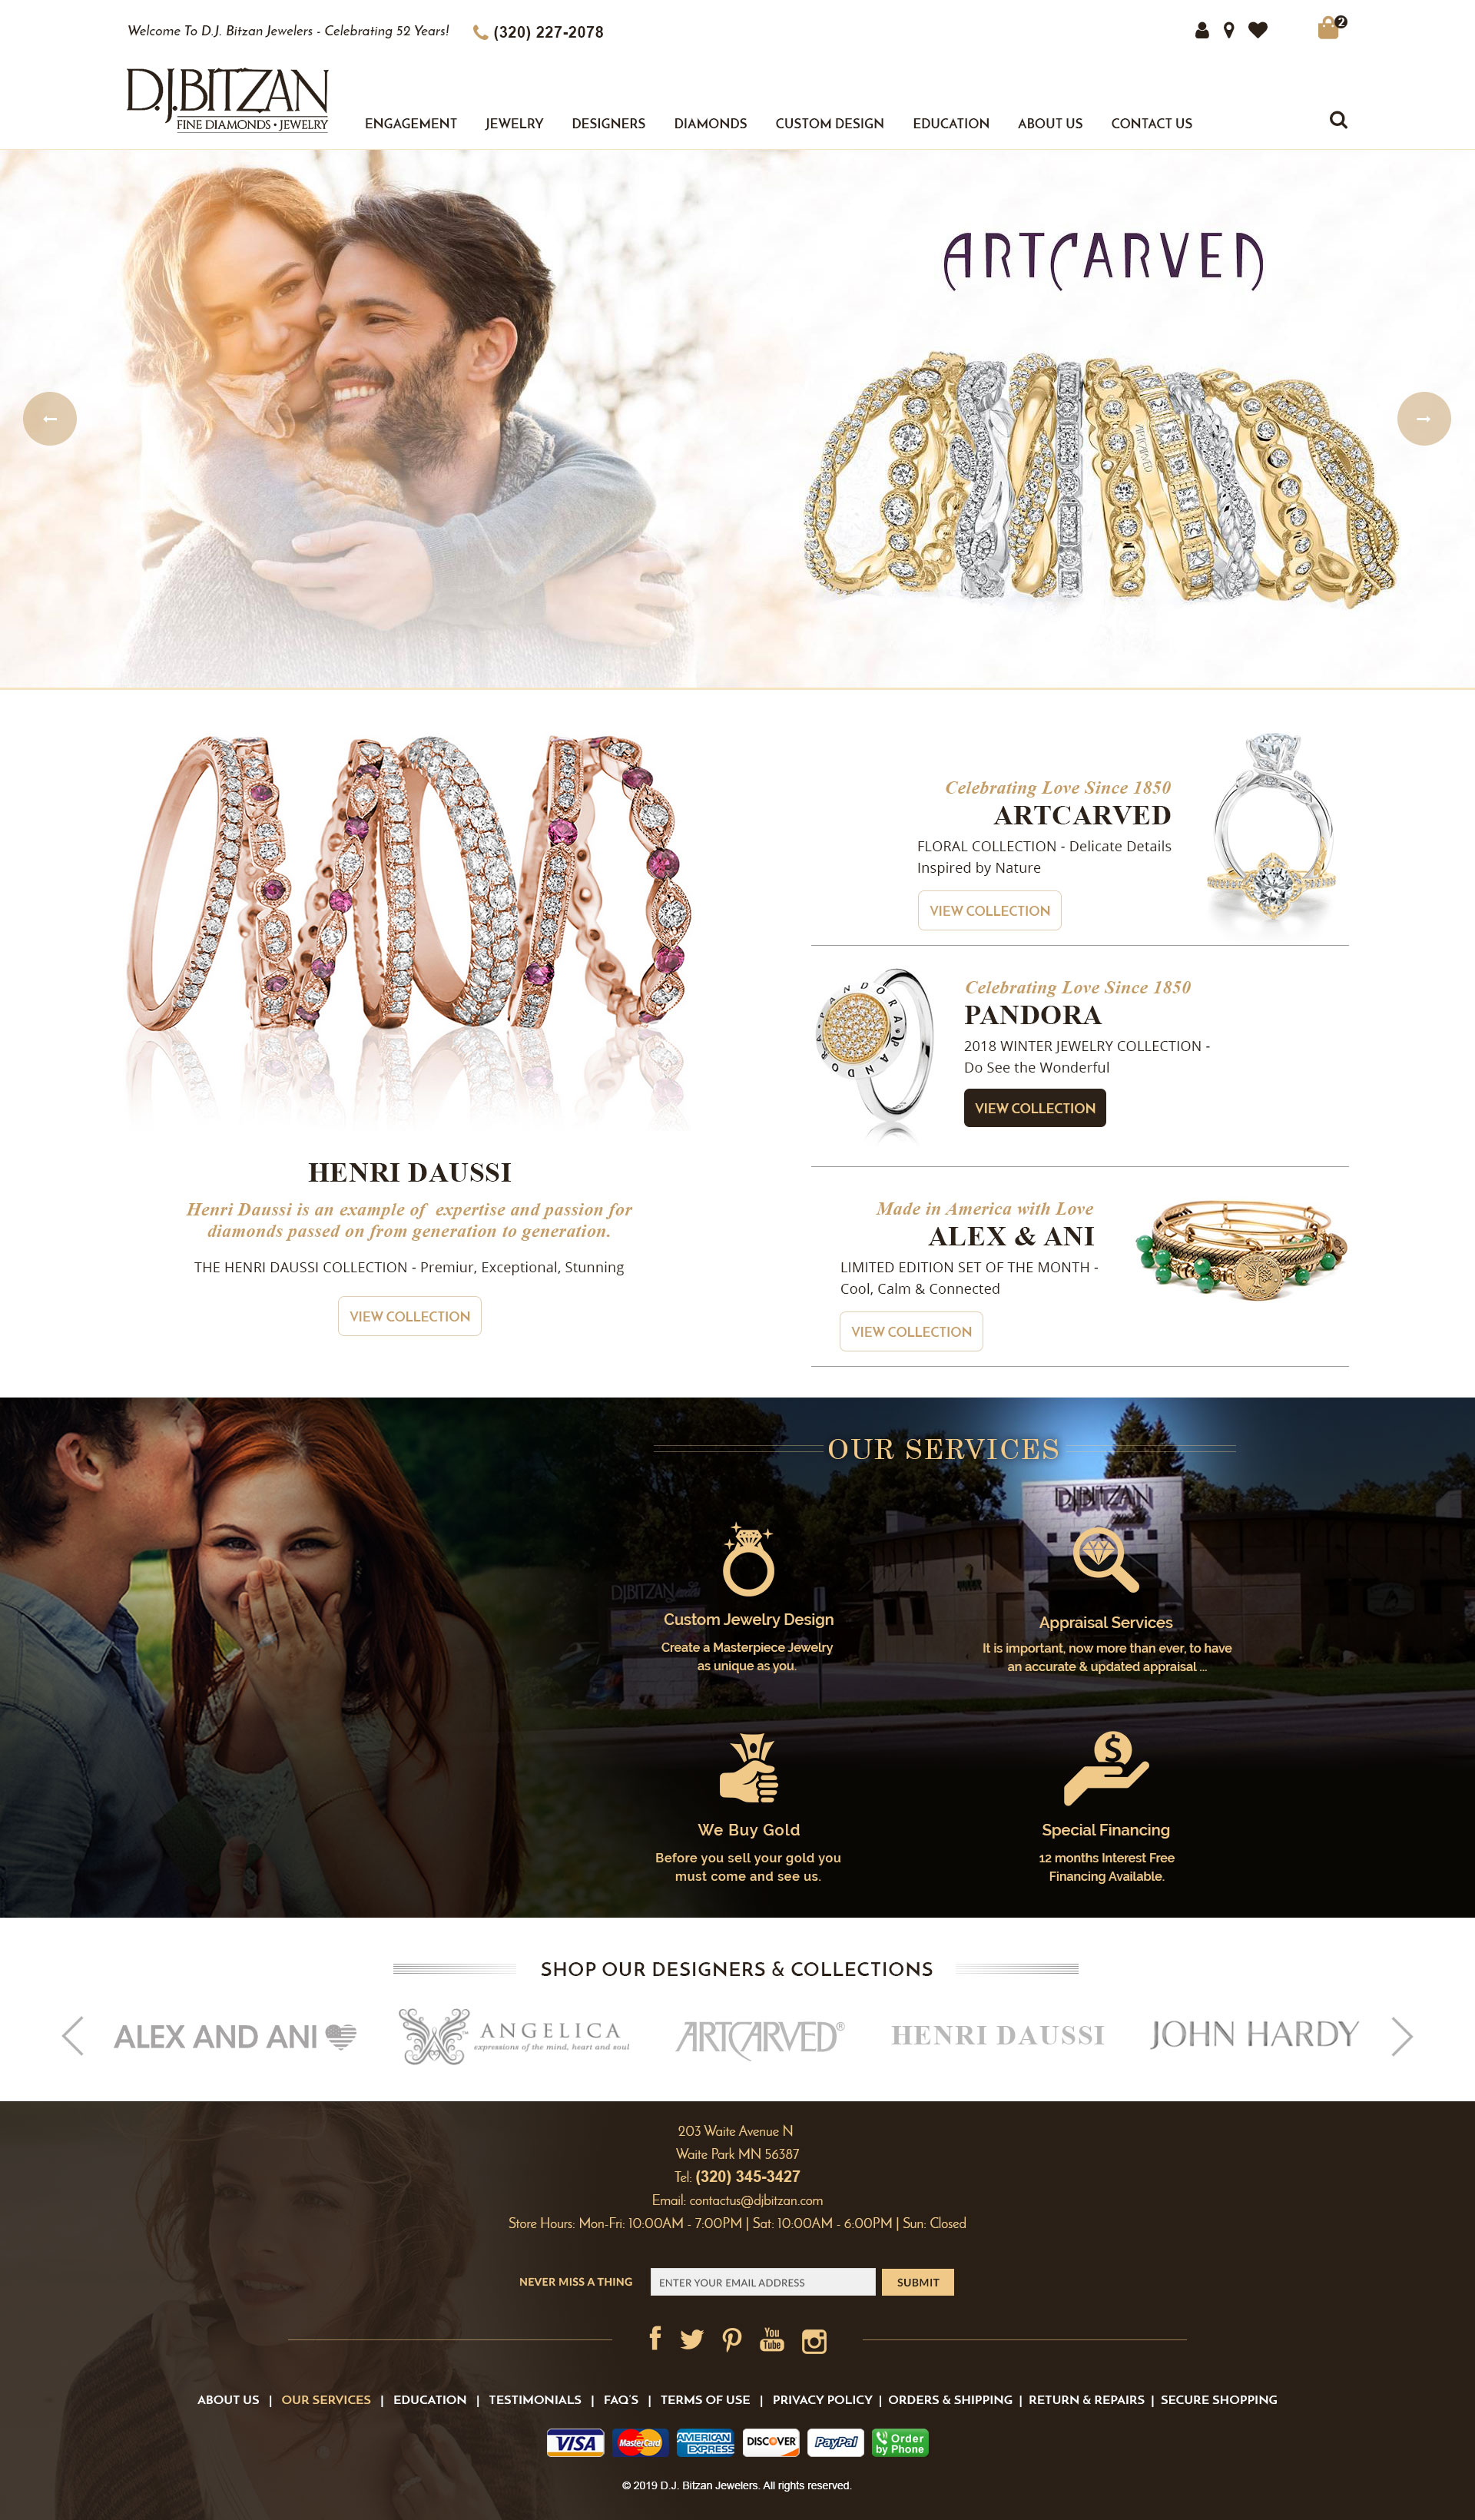 Welcome To D.J. Bitzan Jewelers - Celebrating 52 Years!
(320) 227-2078
2
D.J.BITZAN
FINE DIAMONDS • JEWELRY
ENGAGEMENT JEWELRY DESIGNERS DIAMONDS CUSTOM DESIGN EDUCATION ABOUT US CONTACT US
ARTCARVED
ARTCARVED
HENRI DAUSSI
Henri Daussi is an example of expertise and passion for
diamonds passed on from generation to generation.
THE HENRI DAUSSI COLLECTION - Premiur, Exceptional, Stunning
VIEW COLLECTION
Celebrating Love Since 1850
ARTCARVED
FLORAL COLLECTION - Delicate Details
Inspired by Nature
VIEW COLLECTION
PANDORA PANDORA
Celebrating Love Since 1850
PANDORA
2018 WINTER JEWELRY COLLECTION -
Do See the Wonderful
VIEW COLLECTION
Made in America with Love
ALEX & ANI
LIMITED EDITION SET OF THE MONTH -
Cool, Calm & Connected
VIEW COLLECTION
OUR SERVICES
DJBITZAN
DJBITZAN
Custom Jewelry Design
Create a Masterpiece Jewelry
as unique as you.
Appraisal Services
It is important, now more than ever, to have
an accurate & updated appraisal ...
We Buy Gold
Before you sell your gold you
must come and see us.
$
Special Financing
12 months Interest Free
Financing Available.
SHOP OUR DESIGNERS & COLLECTIONS
ALEX AND ANI
ANGELICA
expressions of the mind, heart and soul
ARTCARVED®
HENRI DAUSSI
JOHN HARDY
203 Waite Avenue N
Waite Park MN 56387
Tel: (320) 345-3427
Email: contactus@djbitzan.com
Store Hours: Mon-Fri: 10:00AM - 7:00PM | Sat: 10:00AM - 6:00PM | Sun: Closed
NEVER MISS A THING ENTER YOUR EMAIL ADDRESS SUBMIT
You
Tube
ABOUT US | OUR SERVICES | EDUCATION | TESTIMONIALS | FAQ'S | TERMS OF USE | PRIVACY POLICY | ORDERS & SHIPPING | RETURN & REPAIRS | SECURE SHOPPING
VISA MasterCard AMERICAN EXPRESS DISCOVER PayPal Order by Phone
© 2019 D.J. Bitzan Jewelers. All rights reserved.